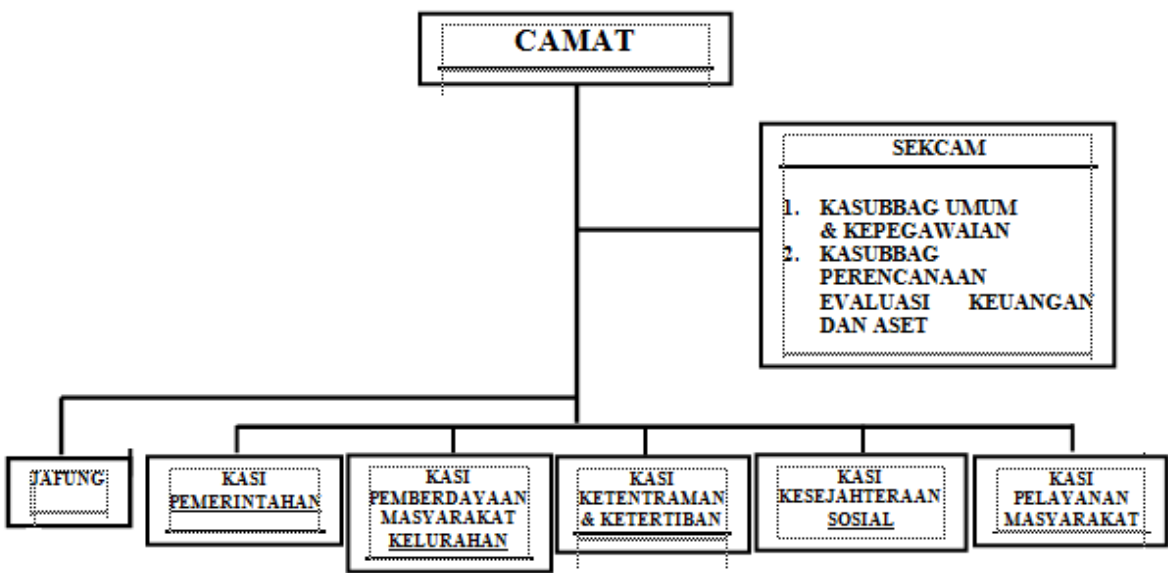 CAMAT
SEKCAM
1. KASUBBAG UMUM
& KEPEGAWAIAN
2. KASUBBAG
PERENCANAAN
EVALUASI KEUANGAN
DAN ASET
JAFUNG
KASI
PEMERINTAHAN
KASI
PEMBERDAYAAN
MASYARAKAT
KELURAHAN
KASI
KETENTRAMAN
& KETERTIBAN
KASI
KESEJAHTERAAN
SOSIAL
KASI
PELAYANAN
MASYARAKAT